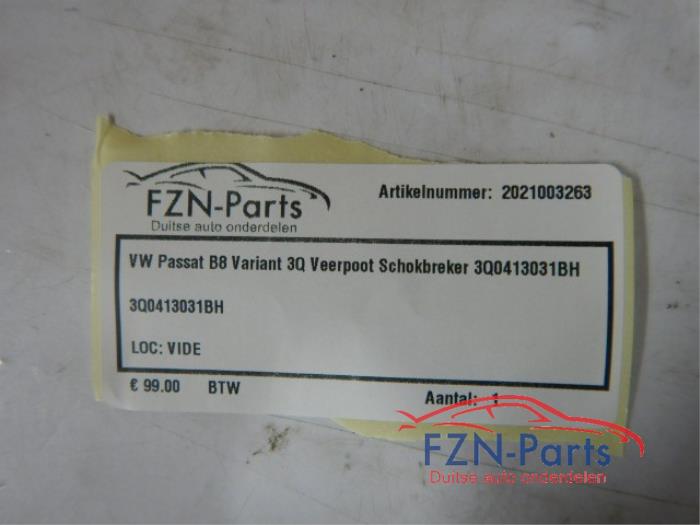 FZN-Parts
Duitse auto onderdelen
Artikelnummer: 2021003263
VW Passat B8 Variant 3Q Veerpoot Schokbreker 3Q0413031BH
3Q0413031BH
LOC: VIDE
€ 99.00 BTW
Aantal: 1
FZN-Parts
Duitse auto onderdelen